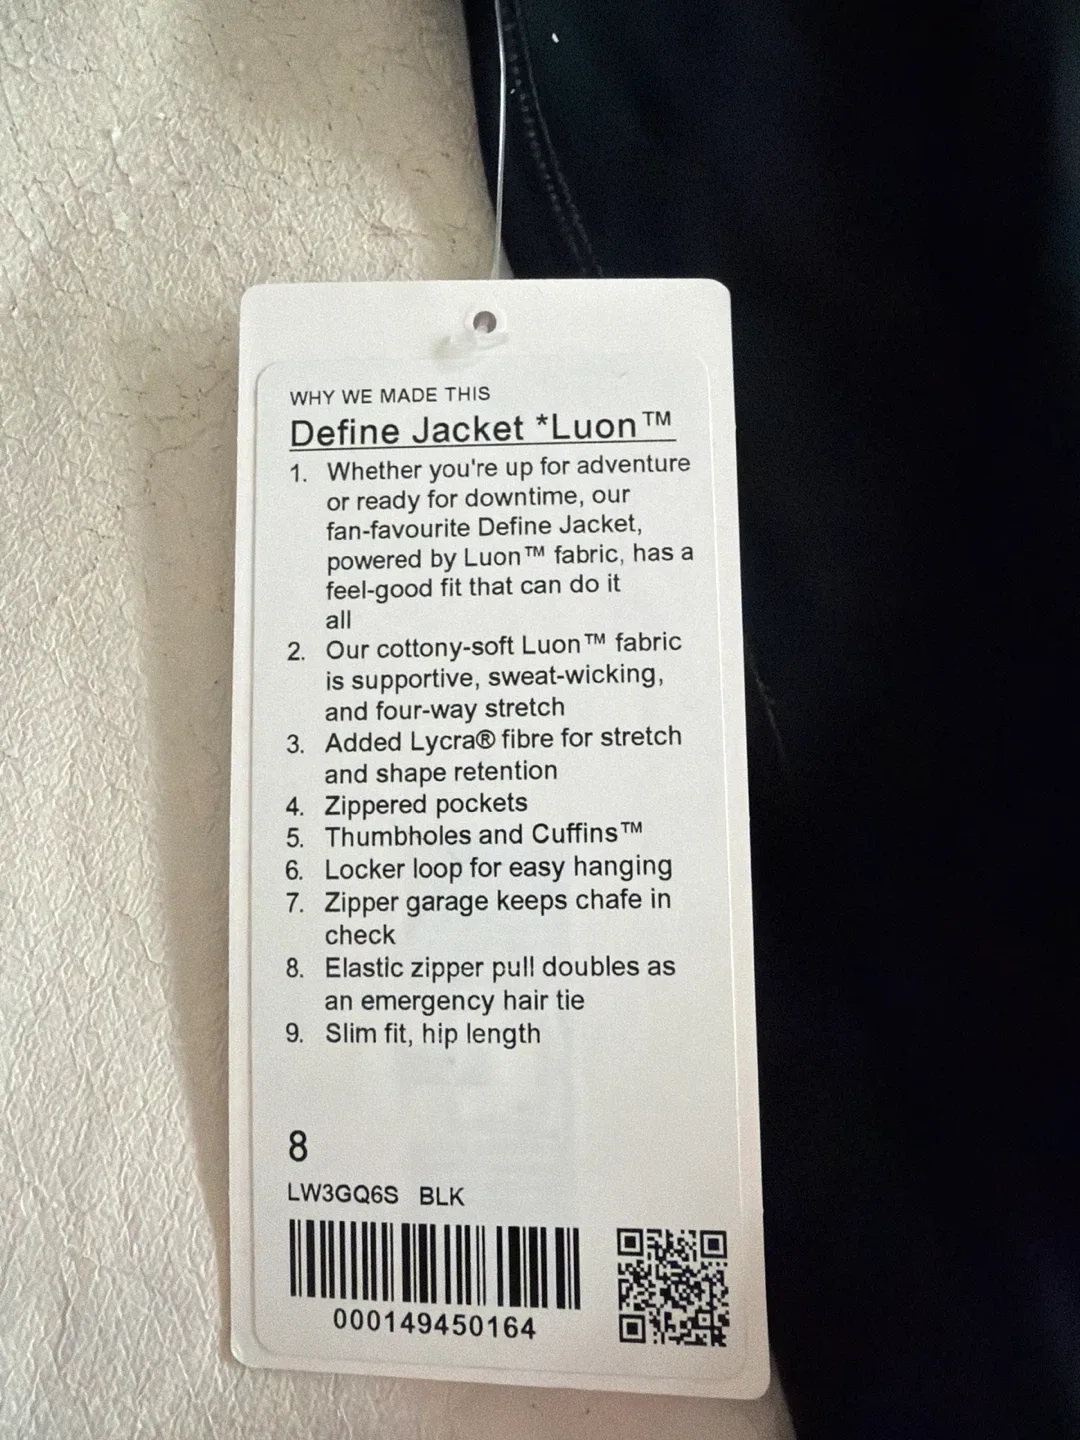 WHY WE MADE THIS
Define Jacket *Luon™
1. Whether you're up for adventure
or ready for downtime, our
fan-favourite Define Jacket,
powered by Luon™ fabric, has a
feel-good fit that can do it
all
2. Our cottony-soft Luon™ fabric
is supportive, sweat-wicking,
and four-way stretch
3. Added Lycra® fibre for stretch
and shape retention
4. Zippered pockets
5. Thumbholes and Cuffins™
6. Locker loop for easy hanging
7. Zipper garage keeps chafe in
check
8. Elastic zipper pull doubles as
an emergency hair tie
9. Slim fit, hip length
8
LW3GQ6S BLK
000149450164